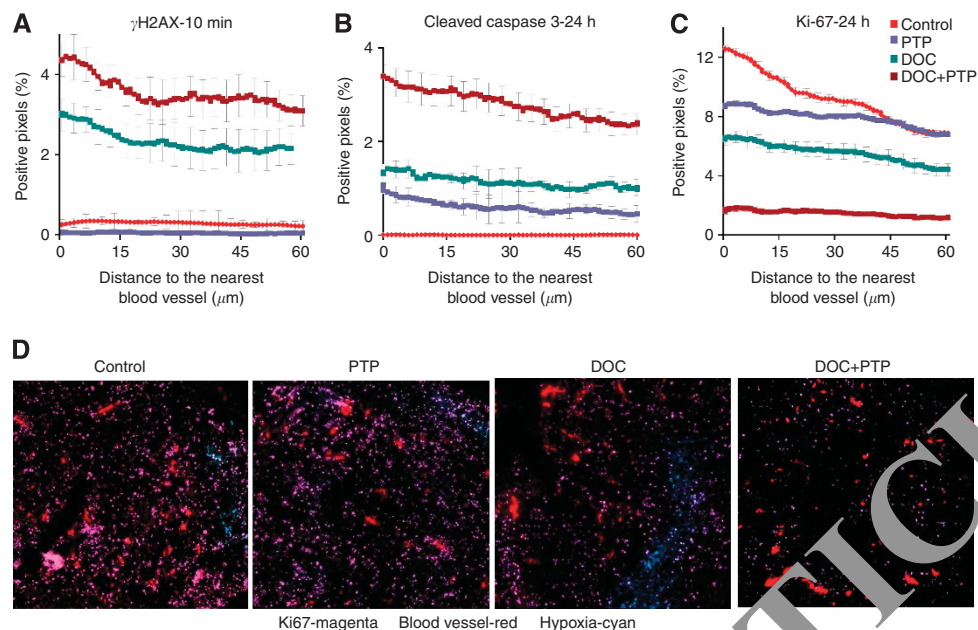 A
γH2AX-10 min
Positive pixels (%)
4
2
0
0 15 30 45 60
Distance to the nearest
blood vessel (μm)
B
Cleaved caspase 3-24 h
Positive pixels (%)
4
2
0
0 15 30 45 60
Distance to the nearest
blood vessel (μm)
C
Ki-67-24 h
Positive pixels (%)
12
8
4
0
0 15 30 45 60
Distance to the nearest
blood vessel (μm)
Control
PTP
DOC
DOC+PTP
D
Control
PTP
DOC
DOC+PTP
Ki67-magenta Blood vessel-red Hypoxia-cyan
TICL